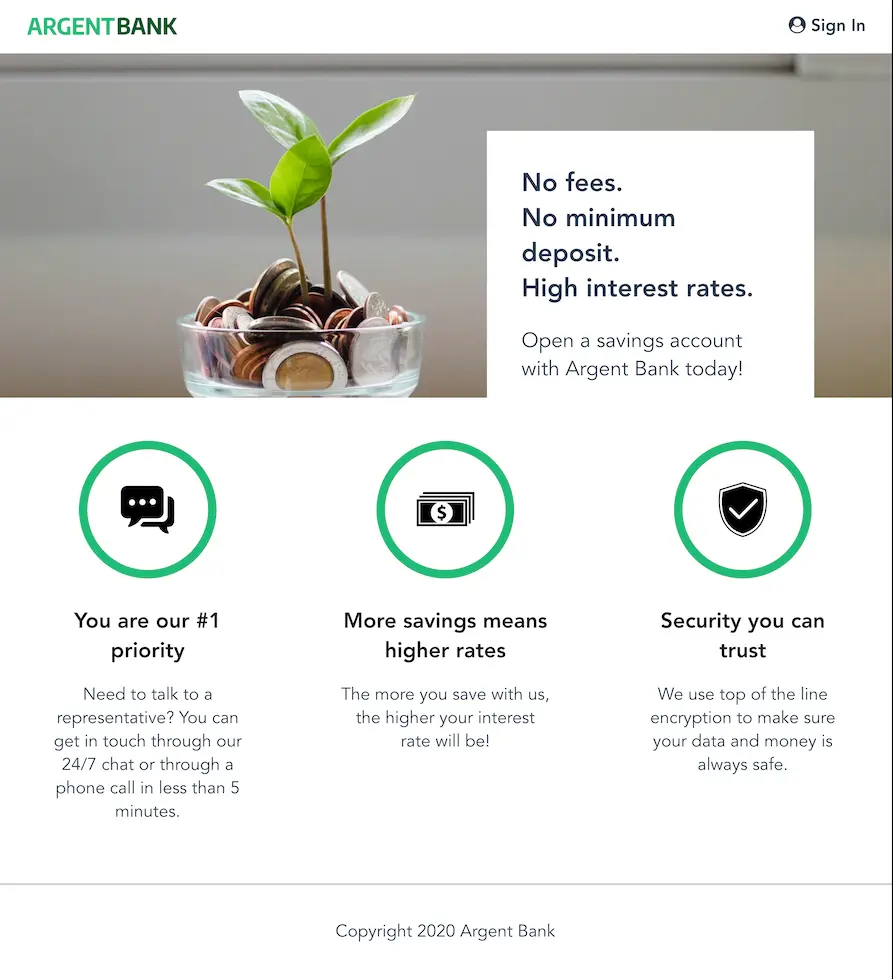 ARGENTBANK
Sign In
No fees.
No minimum
deposit.
High interest rates.
Open a savings account
with Argent Bank today!
$
You are our #1
priority
Need to talk to a
representative? You can
get in touch through our
24/7 chat or through a
phone call in less than 5
minutes.
More savings means
higher rates
The more you save with us,
the higher your interest
rate will be!
Security you can
trust
We use top of the line
encryption to make sure
your data and money is
always safe.
Copyright 2020 Argent Bank